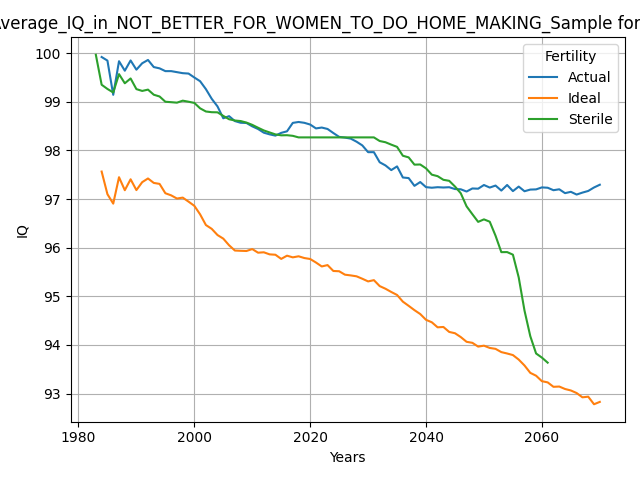 Average_IQ_in_NOT_BETTER_FOR_WOMEN_TO_DO_HOME_MAKING_Sample for
Fertility
Actual
Ideal
Sterile
IQ
100
99
98
97
96
95
94
93
1980
2000
2020
2040
2060
Years